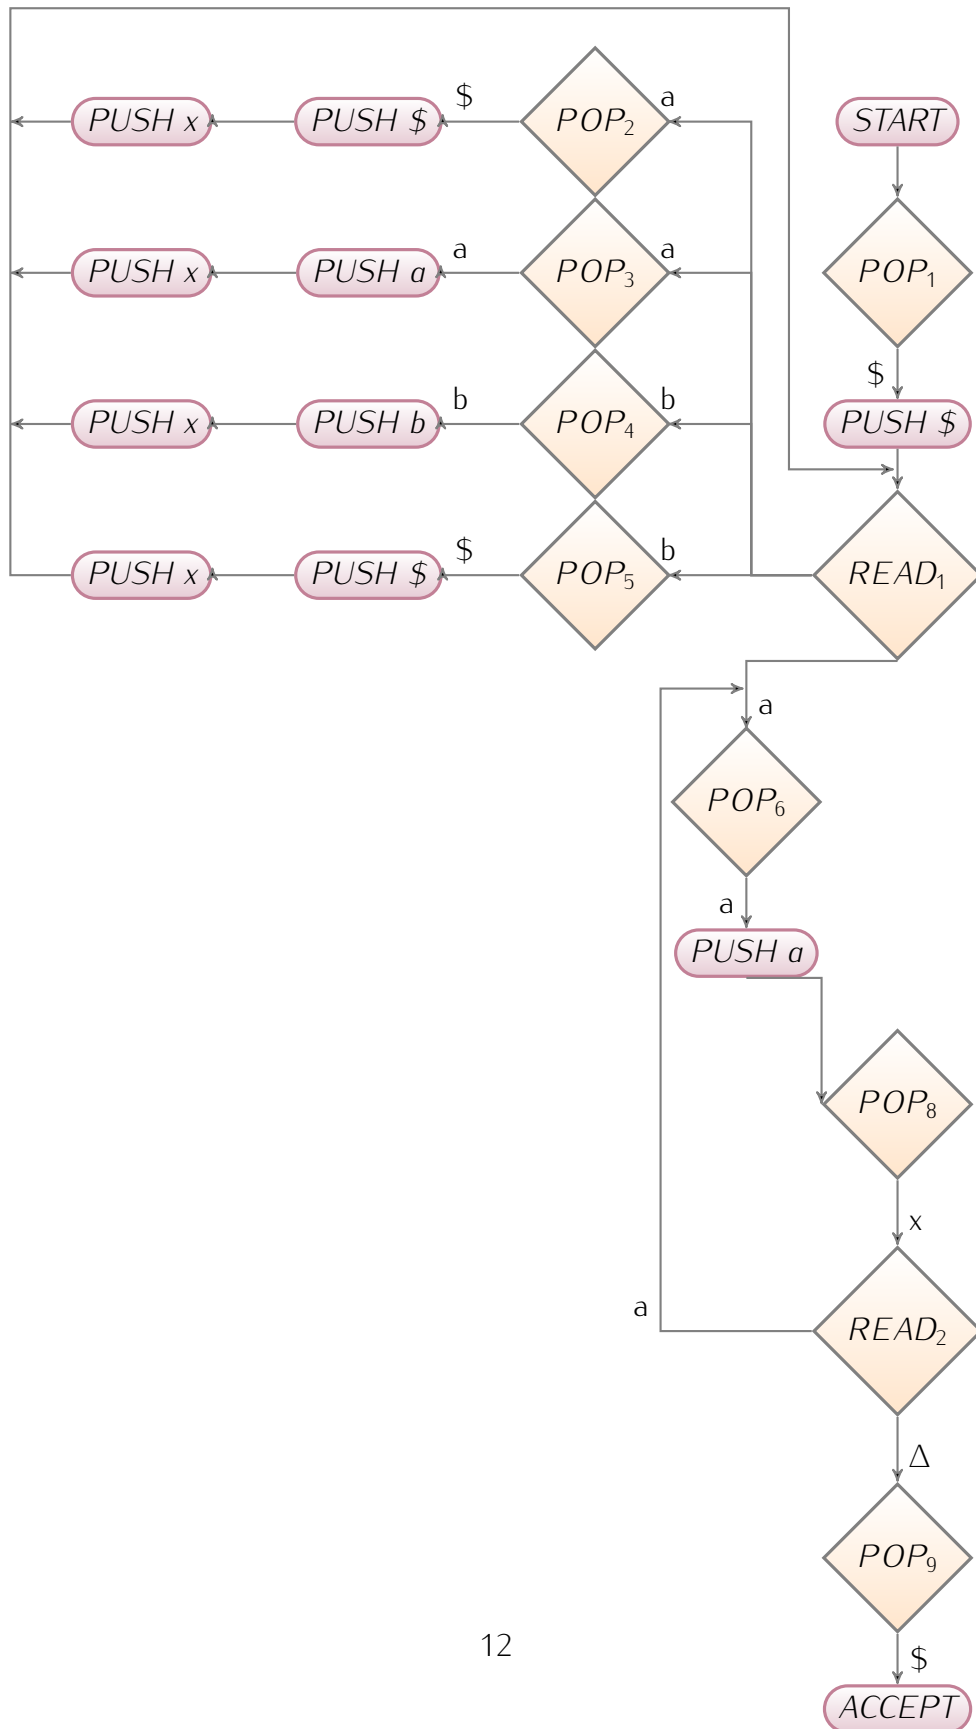 $ a
PUSH x PUSH $ POP2 START
a a
PUSH x PUSH a POP3 POP1
$
b b
PUSH x PUSH b POP4 PUSH $
$ b
PUSH x PUSH $ POP5 READ1
a
POP6
a
PUSH a
POP8
x
a
READ2
Δ
POP9
12
$
ACCEPT